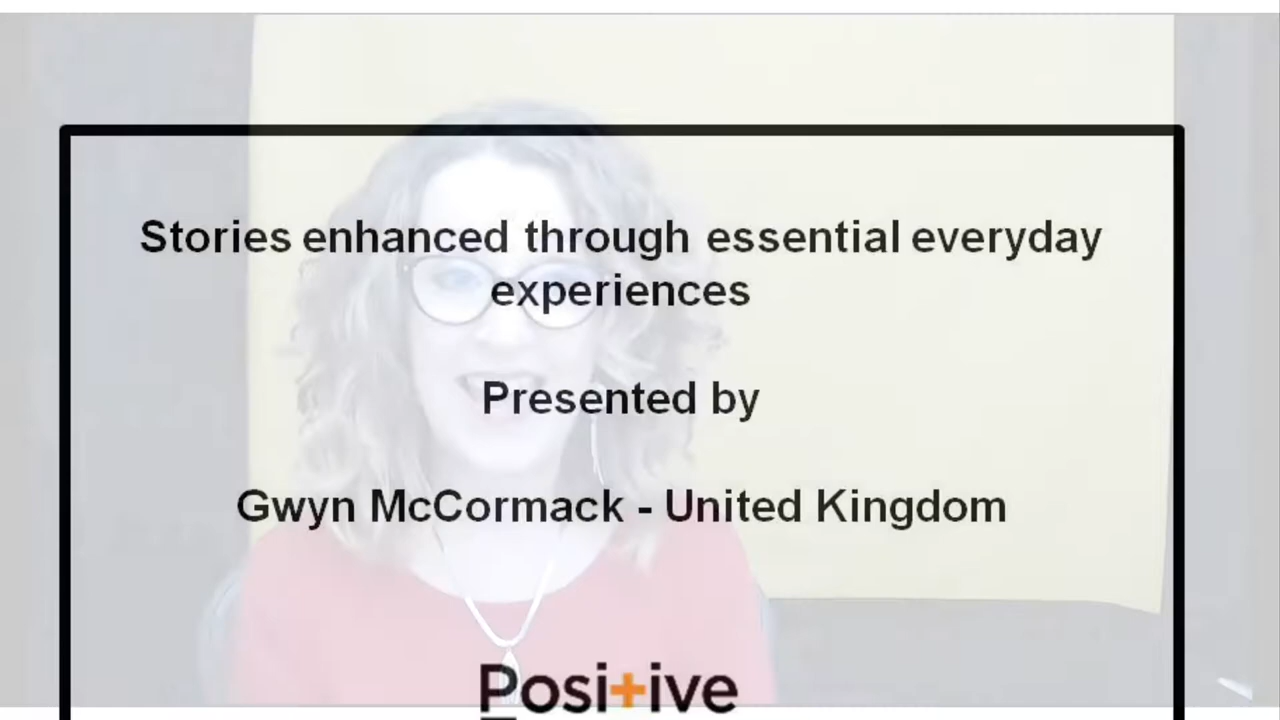 Stories enhanced through essential everyday
experiences
Presented by
Gwyn McCormack - United Kingdom
Posi+ive